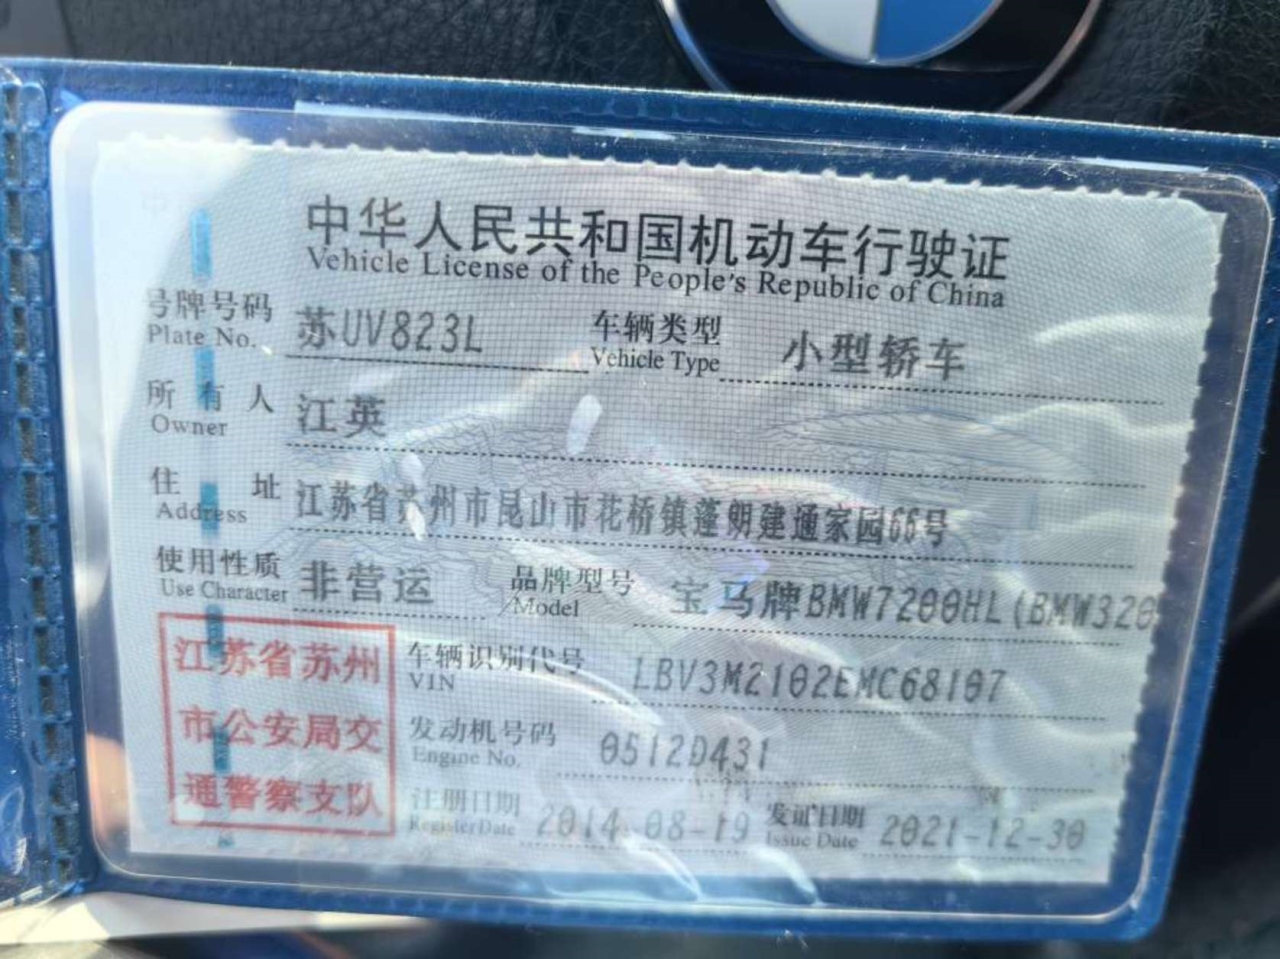 中华人民共和国机动车行驶证
Vehicle License of the People's Republic of China
号牌号码 苏UV823L 车辆类型 小型轿车
Plate No. Vehicle Type
所有人 江英
Owner
住址 江苏省苏州市昆山市花桥镇蓬朗建通家园66号
Address
使用性质 非营运 品牌型号 宝马牌BMW7200HL(BMW320
Use Character Model
江苏省苏州 车辆识别代号 LBV3M2102EMC68107
VIN
市公安局交 发动机号码 0512D431
Engine No.
通警察支队 注册日期 2014-08-19 发证日期 2021-12-30
Register Date Issue Date